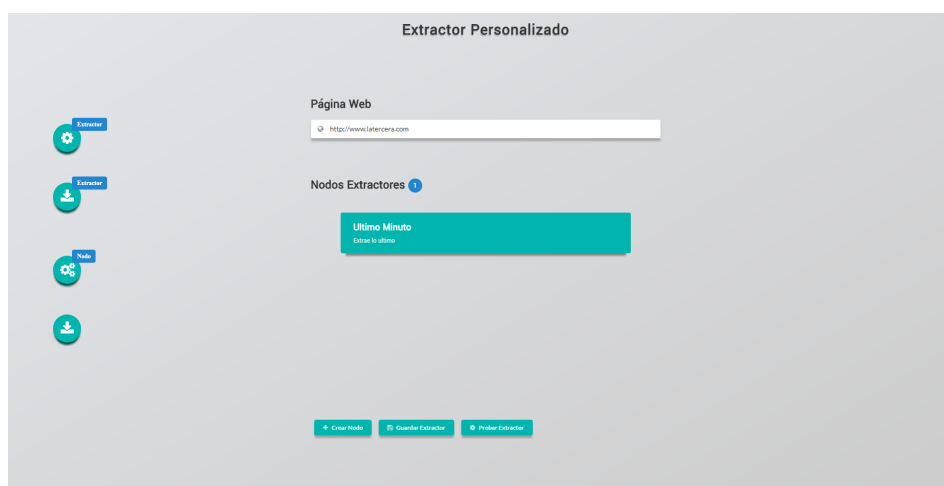 Extractor Personalizado
Página Web
http://www.latercera.com
Extractor
Extractor
Nodos Extractores 1
Ultimo Minuto
Extrae lo ultimo
Nodo
Crear Nodo
Guardar Extractor
Probar Extractor